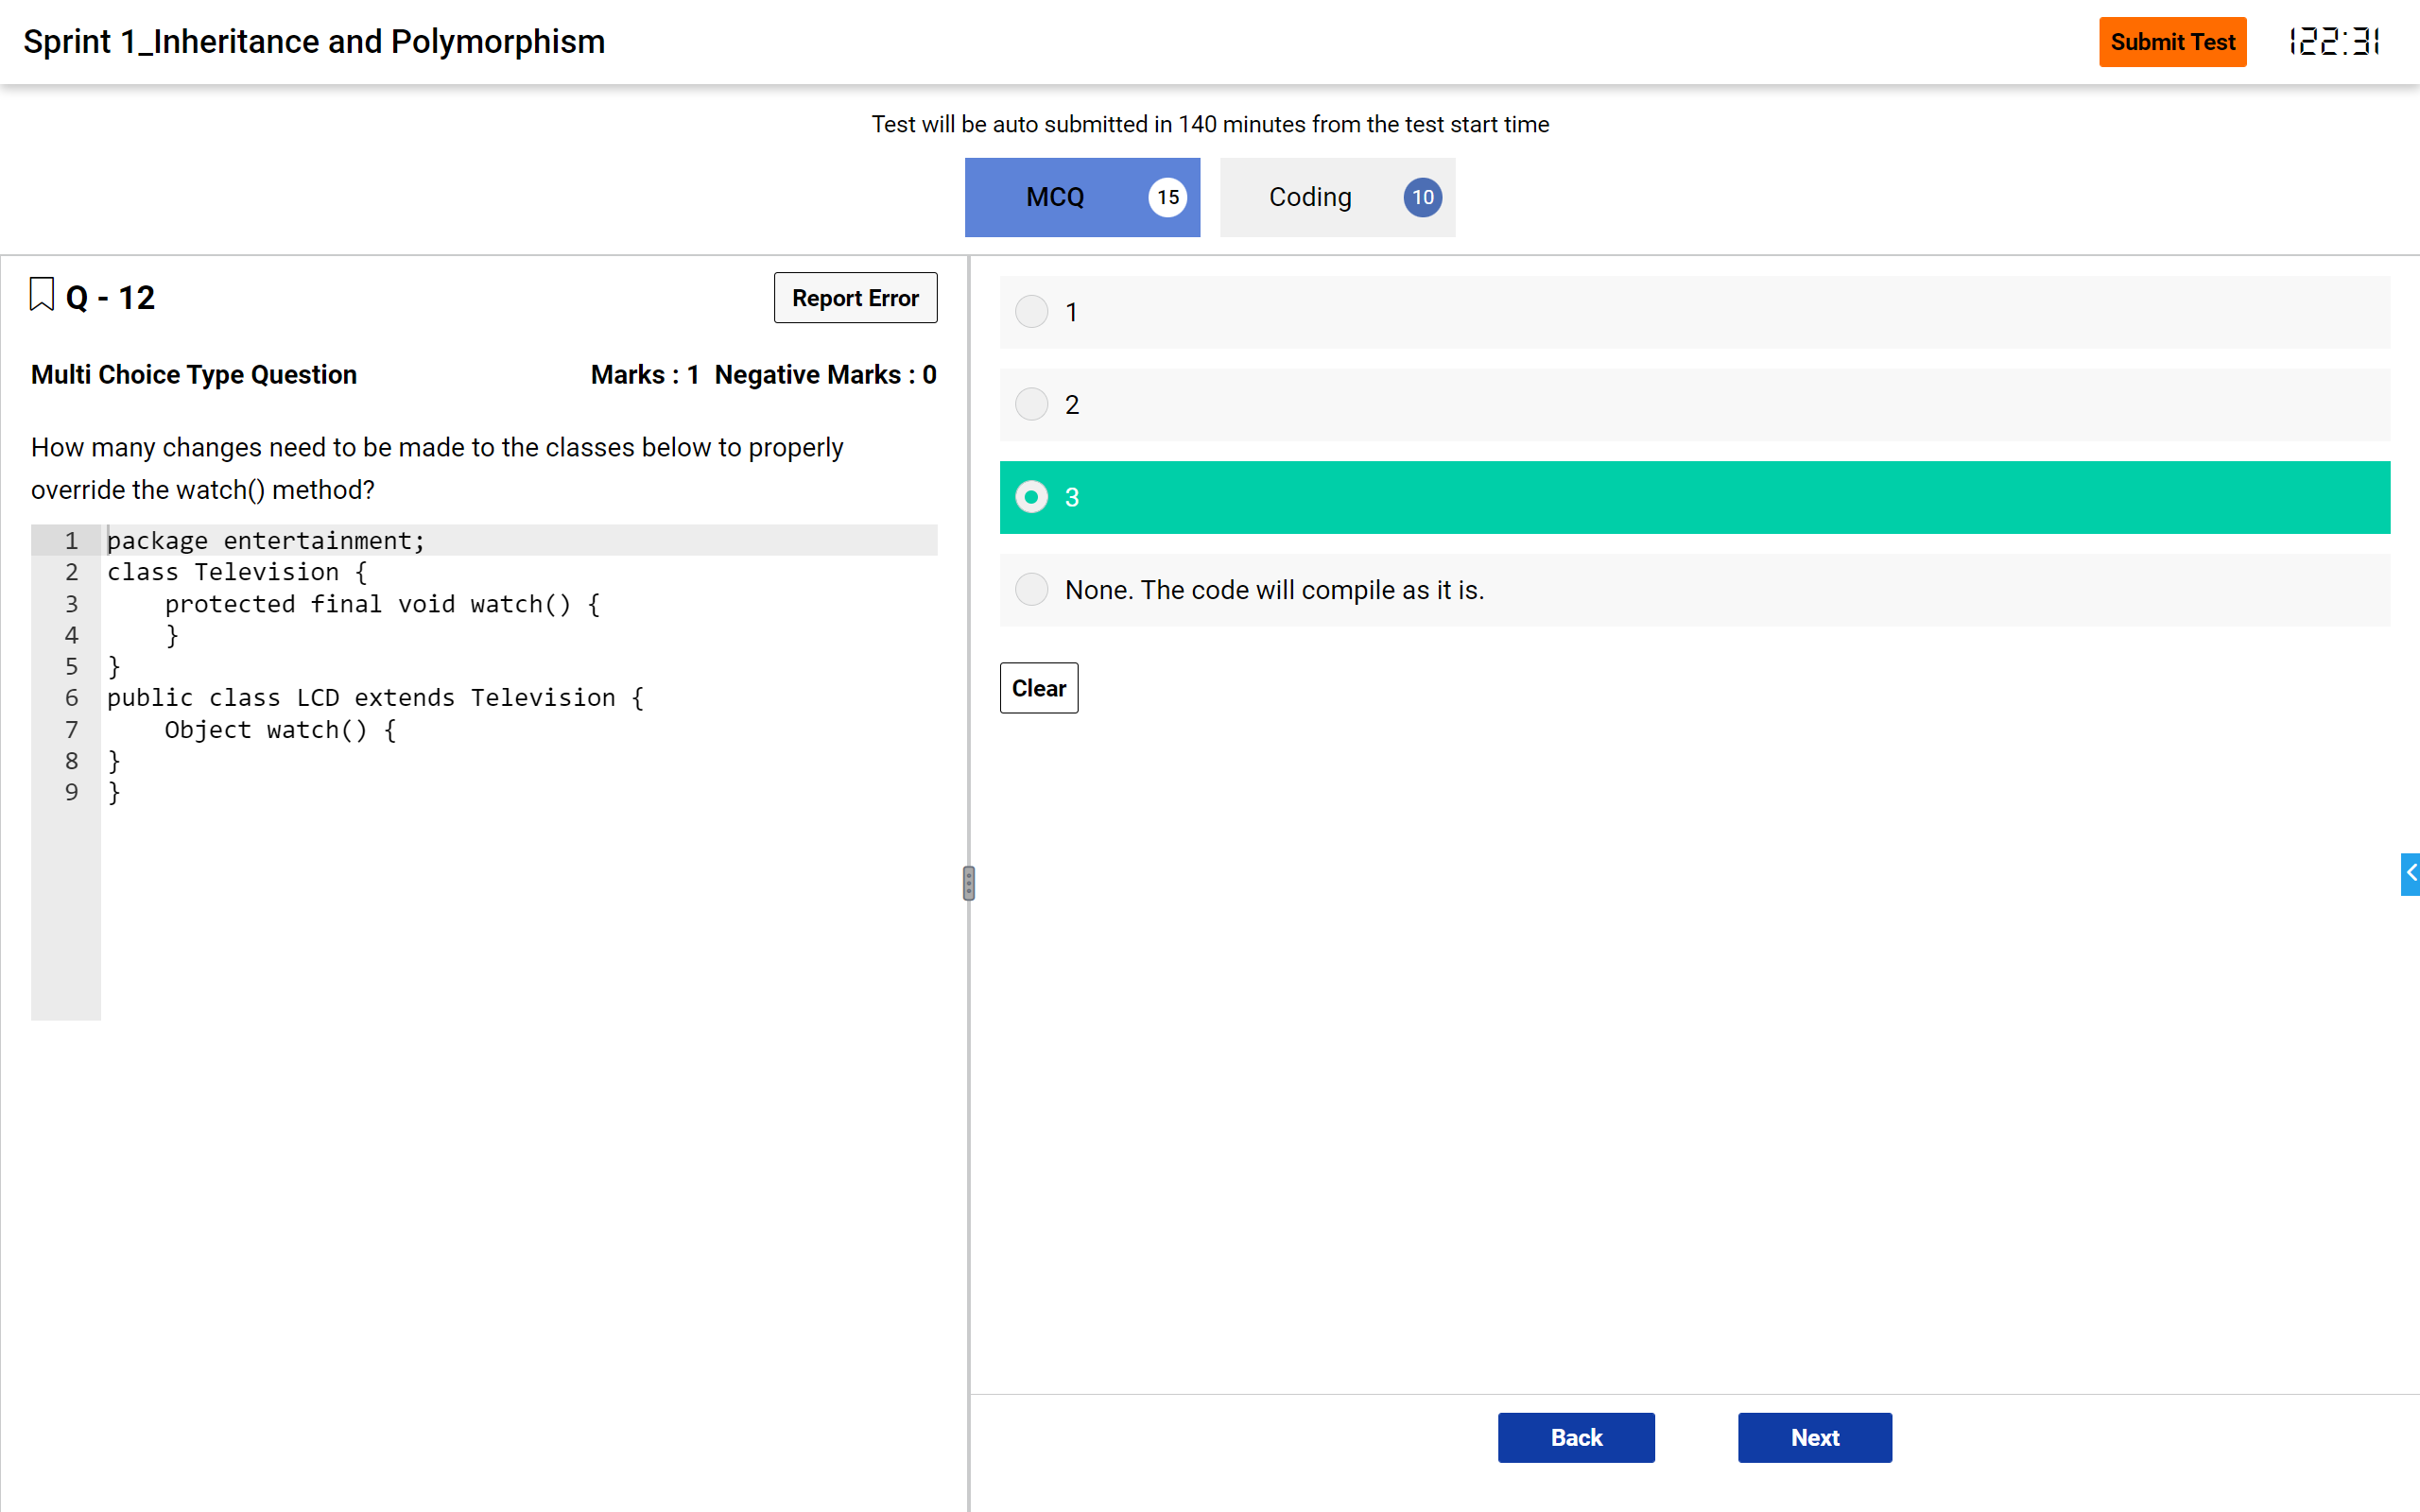 Sprint 1_Inheritance and Polymorphism
Submit Test
122:31
Test will be auto submitted in 140 minutes from the test start time
MCQ 15
Coding 10
Q - 12
Report Error
Multi Choice Type Question
Marks : 1 Negative Marks : 0
How many changes need to be made to the classes below to properly
override the watch() method?
1 package entertainment;
2 class Television {
3     protected final void watch() {
4     }
5 }
6 public class LCD extends Television {
7     Object watch() {
8 }
9 }
1
2
3
None. The code will compile as it is.
Clear
Back
Next